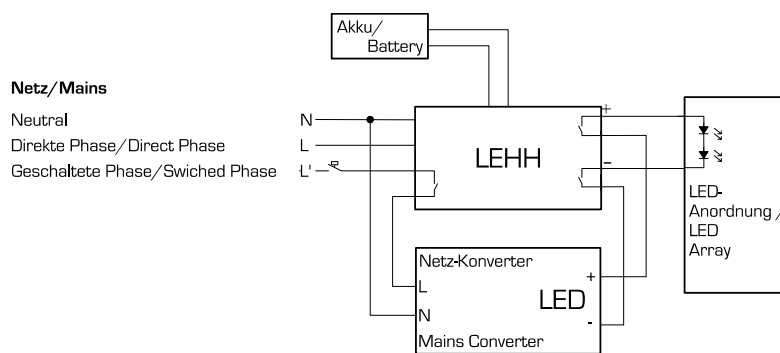 Akku/
Battery
Netz/Mains
Neutral N
Direkte Phase/Direct Phase L
Geschaltete Phase/Swiched Phase L'
LEHH
+
-
LED-
Anordnung /
LED
Array
Netz-Konverter
L
N
LED
+
-
Mains Converter